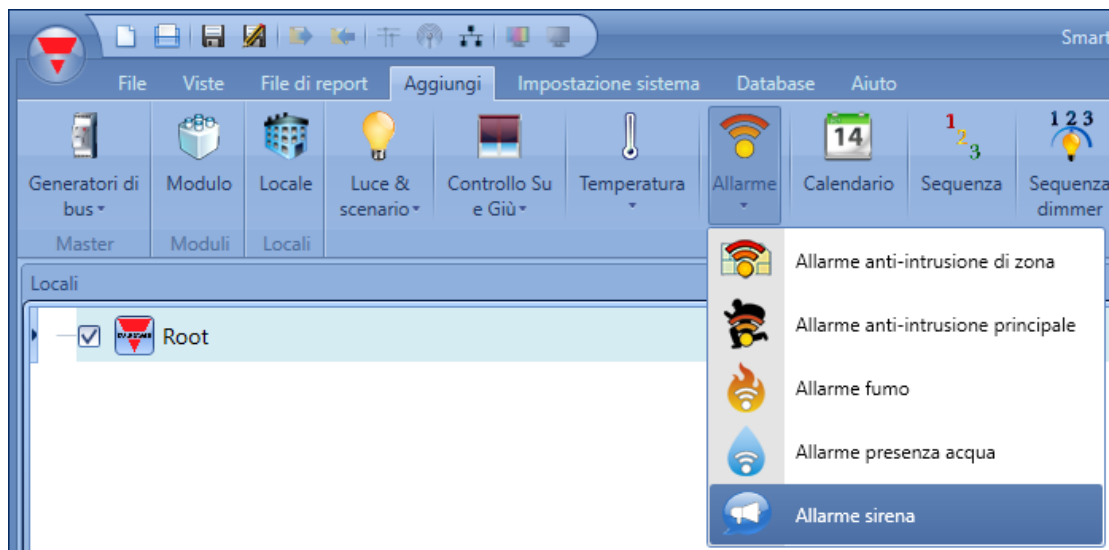 Smart
File Viste File di report Aggiungi Impostazione sistema Database Aiuto
Generatori di bus
Modulo
Locale
Luce & scenario
Controllo Su e Giù
Temperatura
Allarme
Calendario
14
Sequenza
1 2 3
Sequenza dimmer
1 2 3
Master Moduli Locali
Locali
Root
Allarme anti-intrusione di zona
Allarme anti-intrusione principale
Allarme fumo
Allarme presenza acqua
Allarme sirena